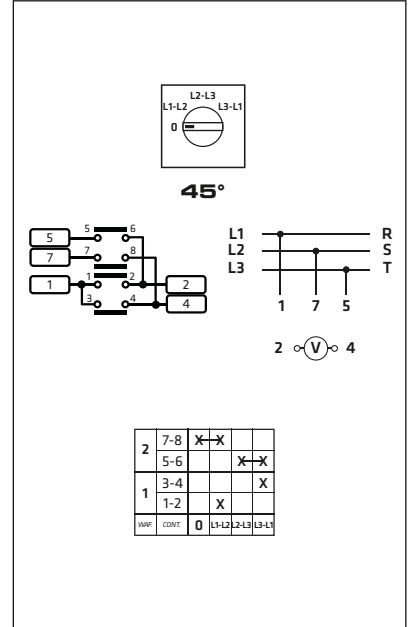 L2-L3
L1-L2 L3-L1
0
45°
5 5 6
7 7 8
1 1 2 2
3 4 4
L1 R
L2 S
L3 T
1 7 5
2 V 4
2 7-8 X X
5-6 X X
1 3-4 X
1-2 X
WAF. CONT. 0 L1-L2 L2-L3 L3-L1